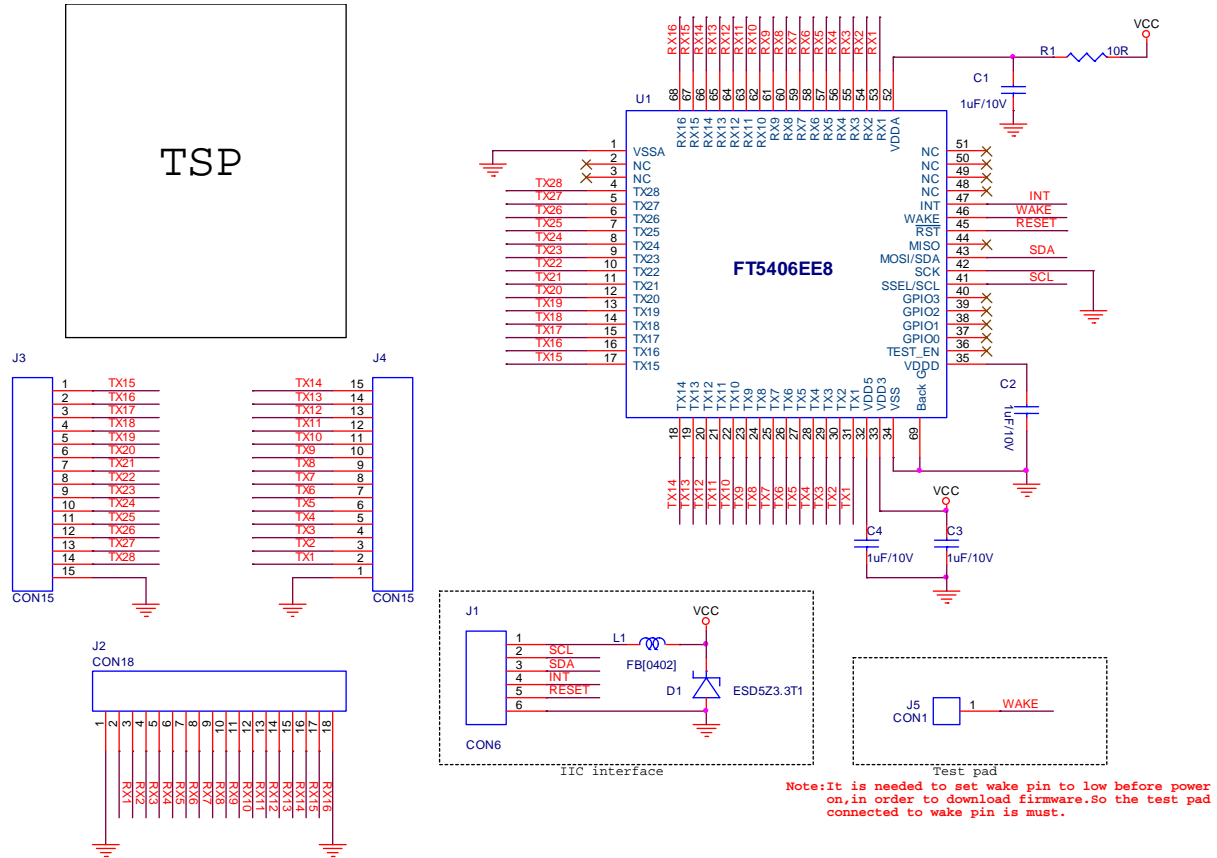 TSP
RX16
RX15
RX14
RX13
RX12
RX11
RX10
RX9
RX8
RX7
RX6
RX5
RX4
RX3
RX2
RX1
VCC
R1 10R
C1
1uF/10V
U1
68 67 66 65 64 63 62 61 60 59 58 57 56 55 54 53 52
RX16 RX15 RX14 RX13 RX12 RX11 RX10 RX9 RX8 RX7 RX6 RX5 RX4 RX3 RX2 RX1 VDDA
1 VSSA
2 NC
3 NC
TX28 4 TX28
TX27 5 TX27
TX26 6 TX26
TX25 7 TX25
TX24 8 TX24
TX23 9 TX23
TX22 10 TX22
TX21 11 TX21
TX20 12 TX20
TX19 13 TX19
TX18 14 TX18
TX17 15 TX17
TX16 16 TX16
TX15 17 TX15
FT5406EE8
NC 51
NC 50
NC 49
NC 48
INT 47 INT
WAKE 46 WAKE
RST 45 RESET
MISO 44
MOSI/SDA 43 SDA
SCK 42
SSEL/SCL 41 SCL
GPIO3 40
GPIO2 39
GPIO1 38
GPIO0 37
TEST_EN 36
VDDD 35
C2
1uF/10V
TX14 TX13 TX12 TX11 TX10 TX9 TX8 TX7 TX6 TX5 TX4 TX3 TX2 TX1 VDD5 VDD3 VSS Back G
18 19 20 21 22 23 24 25 26 27 28 29 30 31 32 33 34 69
TX14 TX13 TX12 TX11 TX10 TX9 TX8 TX7 TX6 TX5 TX4 TX3 TX2 TX1
VCC
C4
1uF/10V
C3
1uF/10V
J3
1 TX15
2 TX16
3 TX17
4 TX18
5 TX19
6 TX20
7 TX21
8 TX22
9 TX23
10 TX24
11 TX25
12 TX26
13 TX27
14 TX28
15
CON15
J4
TX14 15
TX13 14
TX12 13
TX11 12
TX10 11
TX9 10
TX8 9
TX7 8
TX6 7
TX5 6
TX4 5
TX3 4
TX2 3
TX1 2
1
CON15
J2
CON18
1 2 3 4 5 6 7 8 9 10 11 12 13 14 15 16 17 18
RX1 RX2 RX3 RX4 RX5 RX6 RX7 RX8 RX9 RX10 RX11 RX12 RX13 RX14 RX15 RX16
J1
1
2 SCL
3 SDA
4 INT
5 RESET
6
CON6
L1
FB[0402]
VCC
D1 ESD5Z3.3T1
IIC interface
J5
CON1
1 WAKE
Test pad
Note:It is needed to set wake pin to low before power
on,in order to download firmware.So the test pad
connected to wake pin is must.